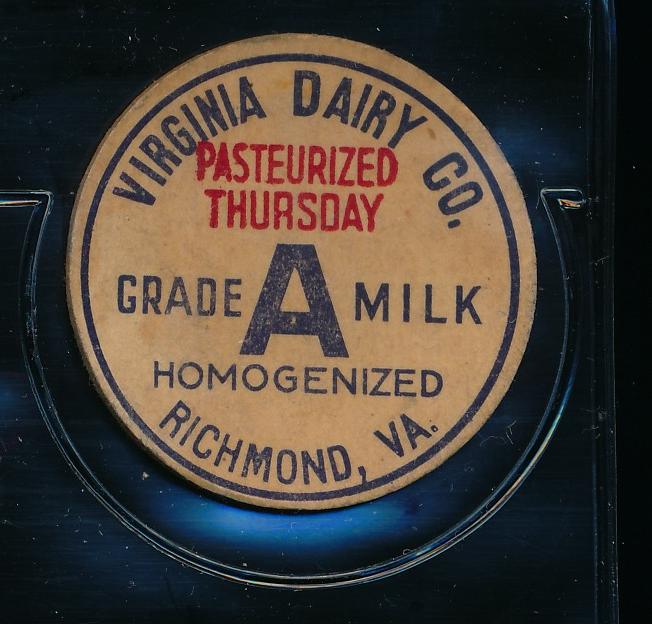 VIRGINIA DAIRY CO.
PASTEURIZED
THURSDAY
GRADE A MILK
HOMOGENIZED
RICHMOND, VA.